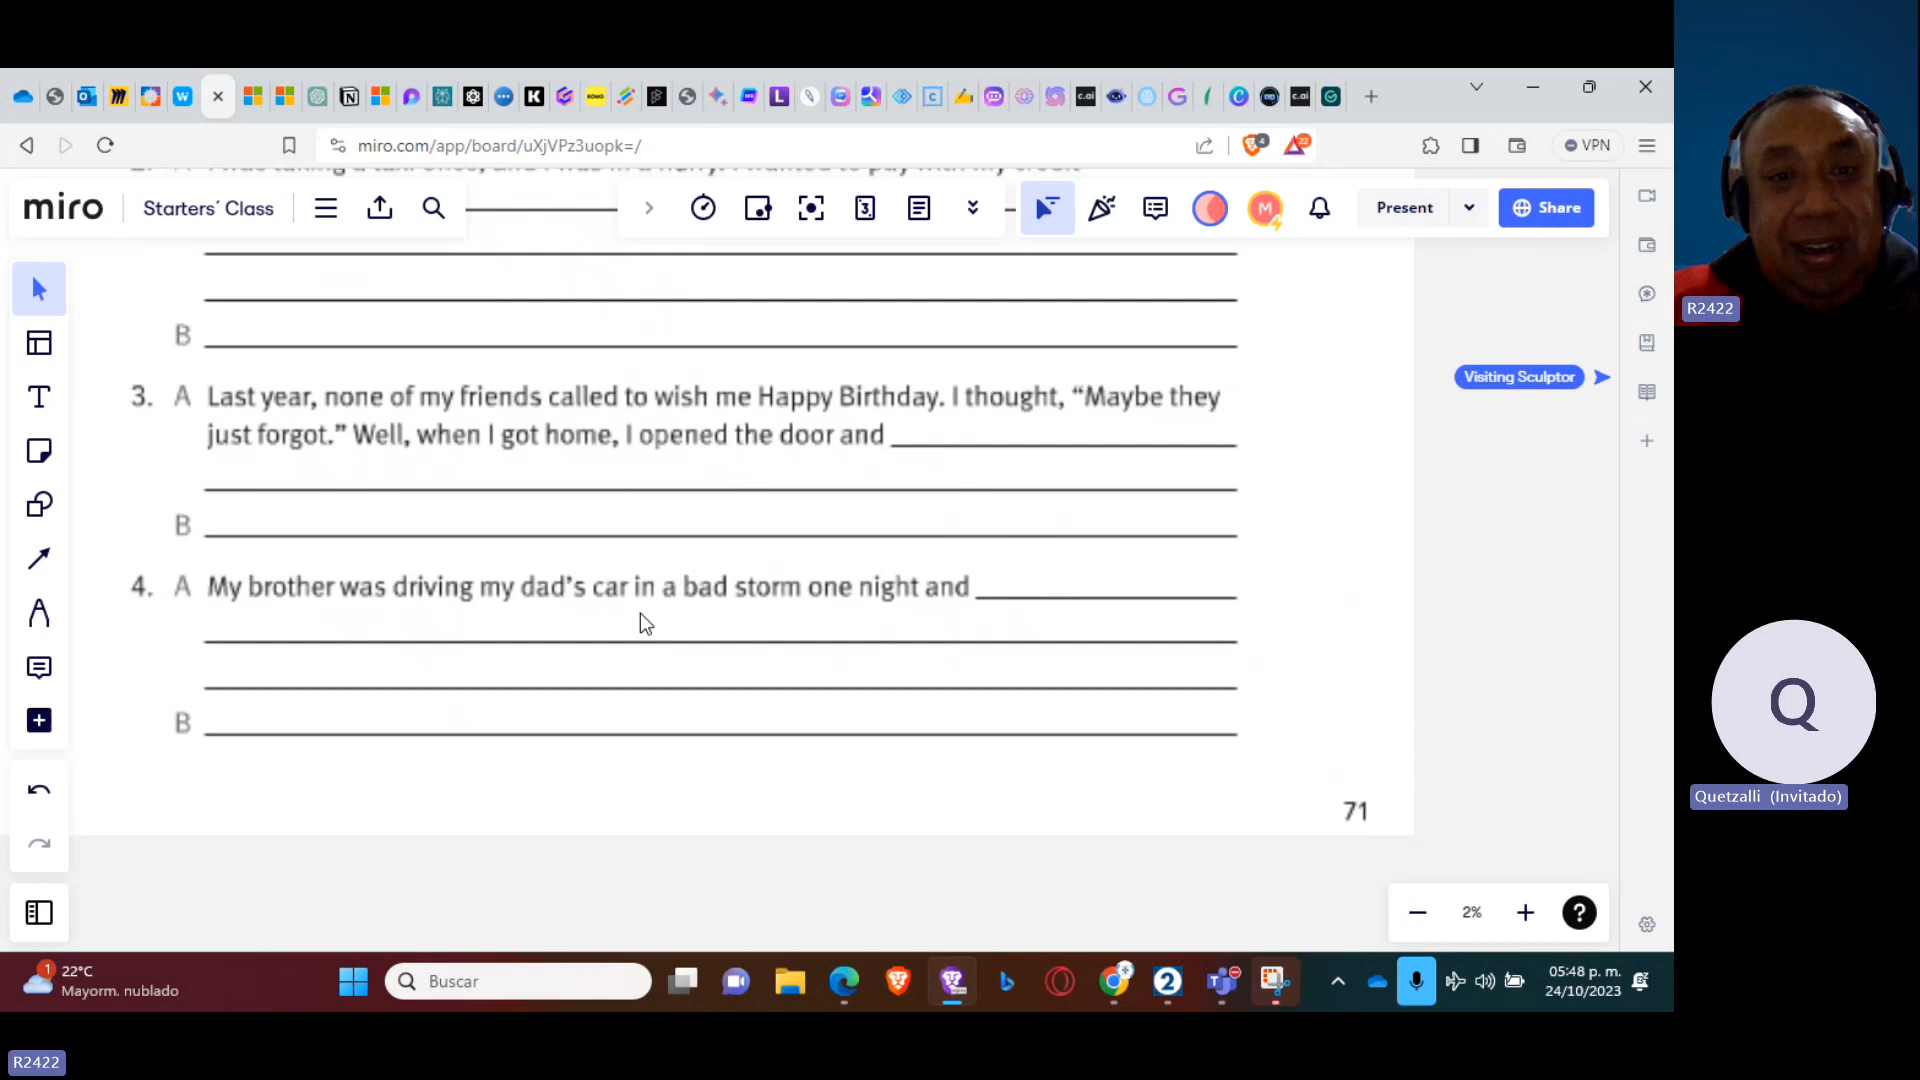 miro.com/app/board/uXjVPz3uopk=/
VPN
miro
Starters´ Class
Present
Share
B
3. A Last year, none of my friends called to wish me Happy Birthday. I thought, “Maybe they
just forgot.” Well, when I got home, I opened the door and
B
4. A My brother was driving my dad’s car in a bad storm one night and
B
71
Visiting Sculptor
2%
R2422
Q
Quetzalli (Invitado)
1
22°C
Mayorm. nublado
Buscar
05:48 p. m.
24/10/2023
R2422